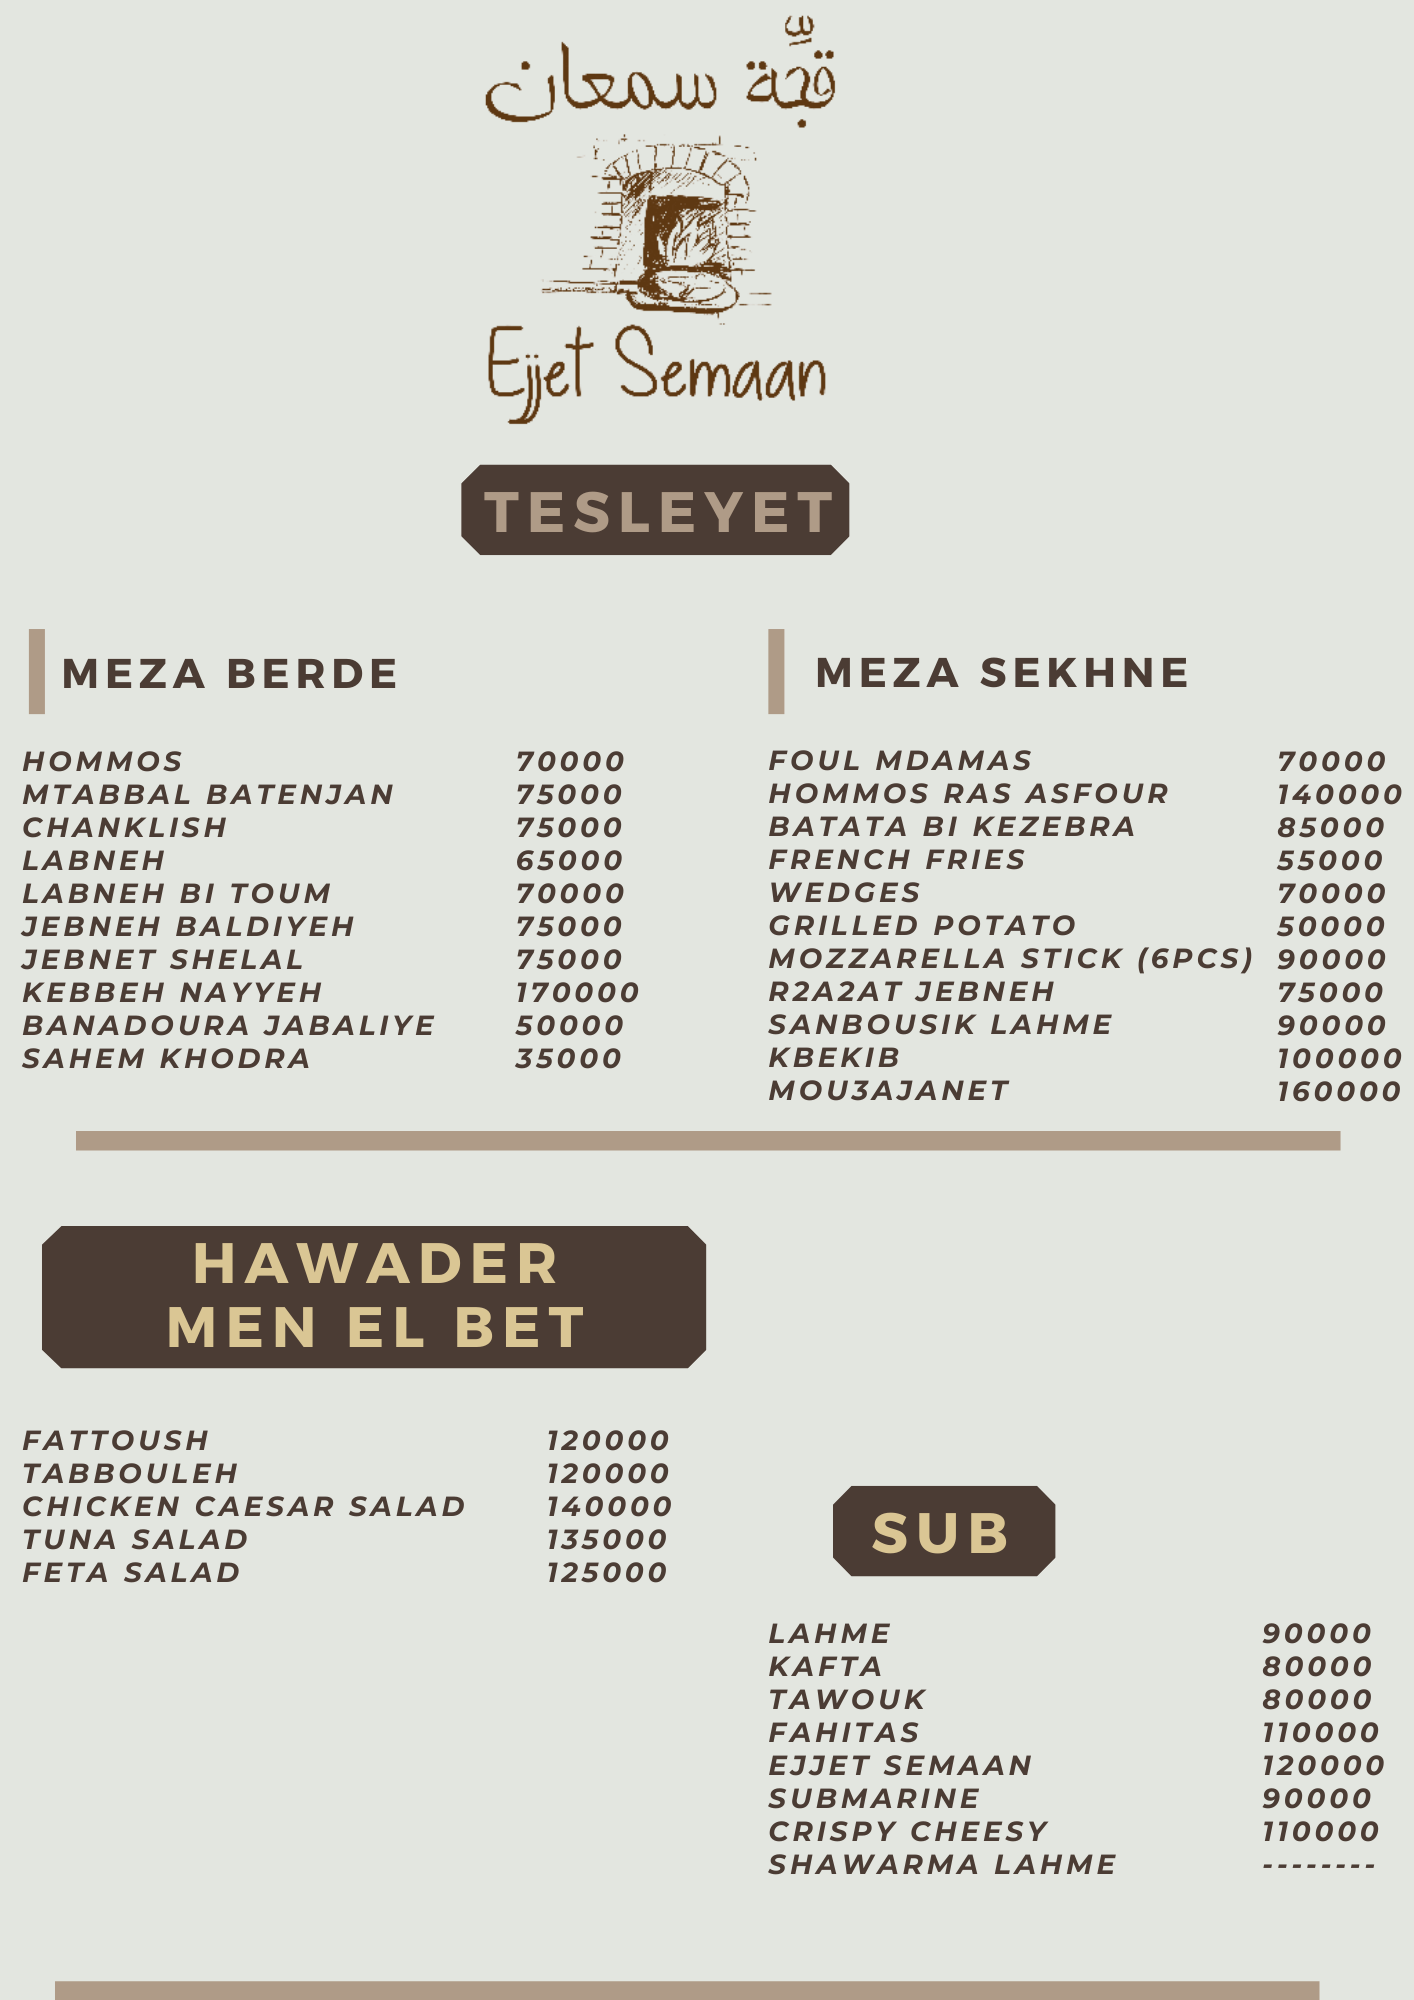 قجّة سمعان
Ejjet Semaan
TESLEYET
MEZA BERDE
HOMMOS 70000
MTABBAL BATENJAN 75000
CHANKLISH 75000
LABNEH 65000
LABNEH BI TOUM 70000
JEBNEH BALDIYEH 75000
JEBNET SHELAL 75000
KEBBEH NAYYEH 170000
BANADOURA JABALIYE 50000
SAHEM KHODRA 35000
MEZA SEKHNE
FOUL MDAMAS 70000
HOMMOS RAS ASFOUR 140000
BATATA BI KEZEBRA 85000
FRENCH FRIES 55000
WEDGES 70000
GRILLED POTATO 50000
MOZZARELLA STICK (6PCS) 90000
R2A2AT JEBNEH 75000
SANBOUSIK LAHME 90000
KBEKIB 100000
MOU3AJANET 160000
HAWADER
MEN EL BET
FATTOUSH 120000
TABBOULEH 120000
CHICKEN CAESAR SALAD 140000
TUNA SALAD 135000
FETA SALAD 125000
SUB
LAHME 90000
KAFTA 80000
TAWOUK 80000
FAHITAS 110000
EJJET SEMAAN 120000
SUBMARINE 90000
CRISPY CHEESY 110000
SHAWARMA LAHME --------